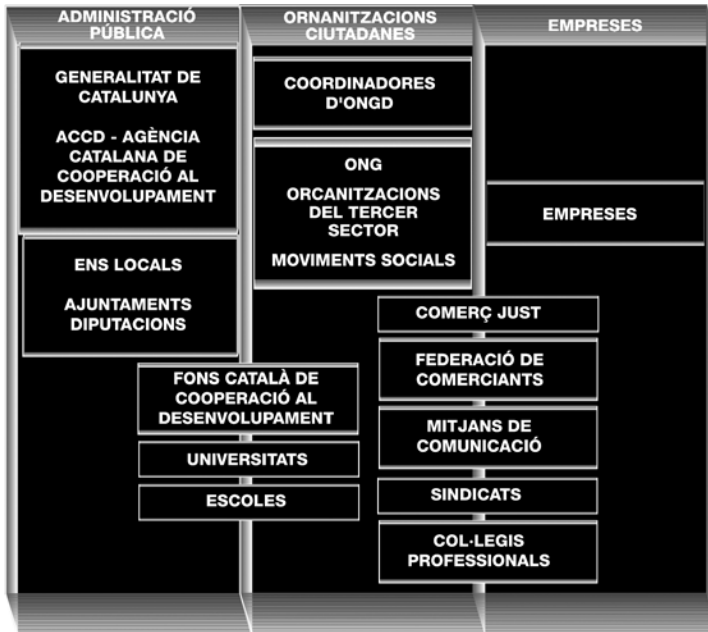 ADMINISTRACIÓ
PÚBLICA
ORNANITZACIONS
CIUTADANES
EMPRESES
GENERALITAT DE
CATALUNYA
ACCD - AGÈNCIA
CATALANA DE
COOPERACIÓ AL
DESENVOLUPAMENT
ENS LOCALS
AJUNTAMENTS
DIPUTACIONS
COORDINADORES
D'ONGD
ONG
ORCANITZACIONS
DEL TERCER
SECTOR
MOVIMENTS SOCIALS
EMPRESES
FONS CATALÀ DE
COOPERACIÓ AL
DESENVOLUPAMENT
UNIVERSITATS
ESCOLES
COMERÇ JUST
FEDERACIÓ DE
COMERCIANTS
MITJANS DE
COMUNICACIÓ
SINDICATS
COL·LEGIS
PROFESSIONALS